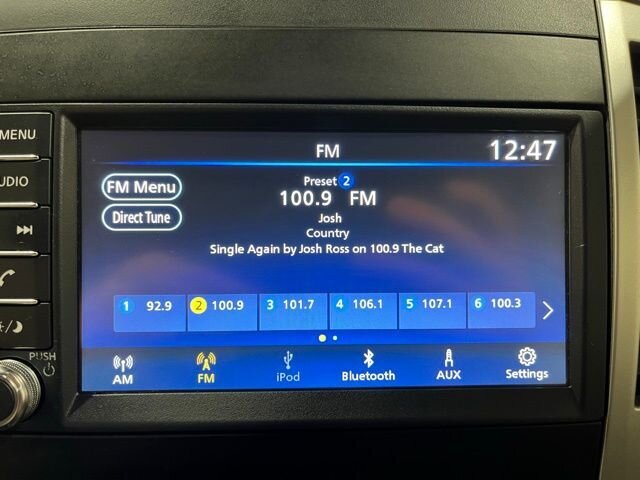 MENU
UDIO
PUSH
FM
12:47
FM Menu
Direct Tune
Preset 2
100.9 FM
Josh
Country
Single Again by Josh Ross on 100.9 The Cat
1 92.9 2 100.9 3 101.7 4 106.1 5 107.1 6 100.3
AM FM iPod Bluetooth AUX Settings